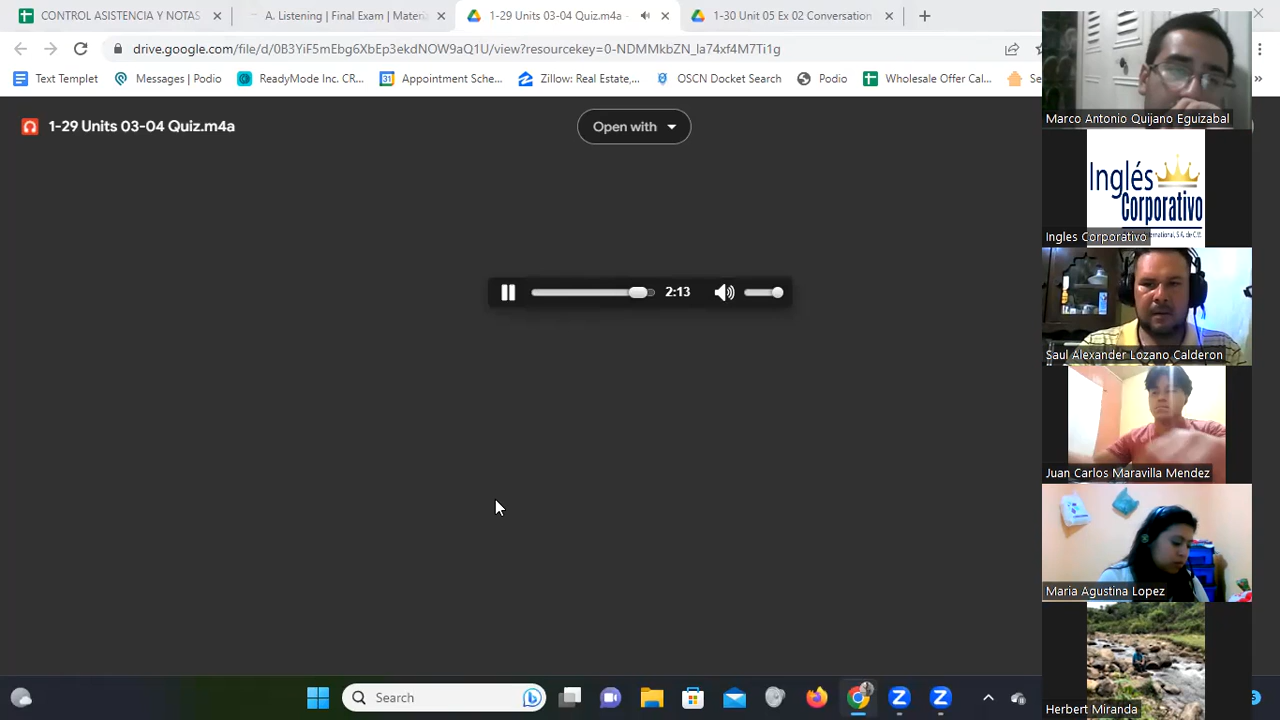 CONTROL ASISTENCIA Y NOTAS
A. Listening | Final Exam | Mater
1-29 Units 03-04 Quiz.m4a -
1-30 Unit 05 Ex 02 Conversation
drive.google.com/file/d/0B3YiF5mEbg6XbEp3ekdNOW9aQ1U/view?resourcekey=0-NDMMkbZN_la74xf4M7Ti1g
Text Templet
Messages | Podio
ReadyMode Inc. CR...
Appointment Sche...
Zillow: Real Estate,...
OSCN Docket Search
Podio
Wholesale Offer Cal...
Se
1-29 Units 03-04 Quiz.m4a
Open with
2:13
Search
Marco Antonio Quijano Eguizabal
Inglés
Corporativo
Ingles Corporativo
Saul Alexander Lozano Calderon
Juan Carlos Maravilla Mendez
Maria Agustina Lopez
Herbert Miranda